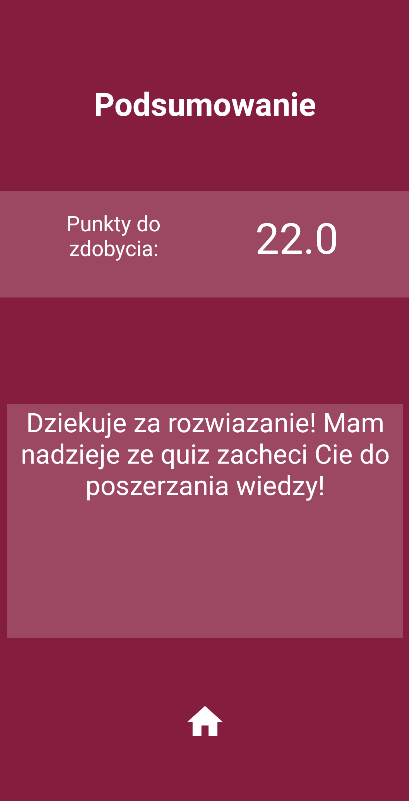 Podsumowanie
Punkty do
zdobycia:
22.0
Dziekuje za rozwiazanie! Mam
nadzieje ze quiz zacheci Cie do
poszerzania wiedzy!